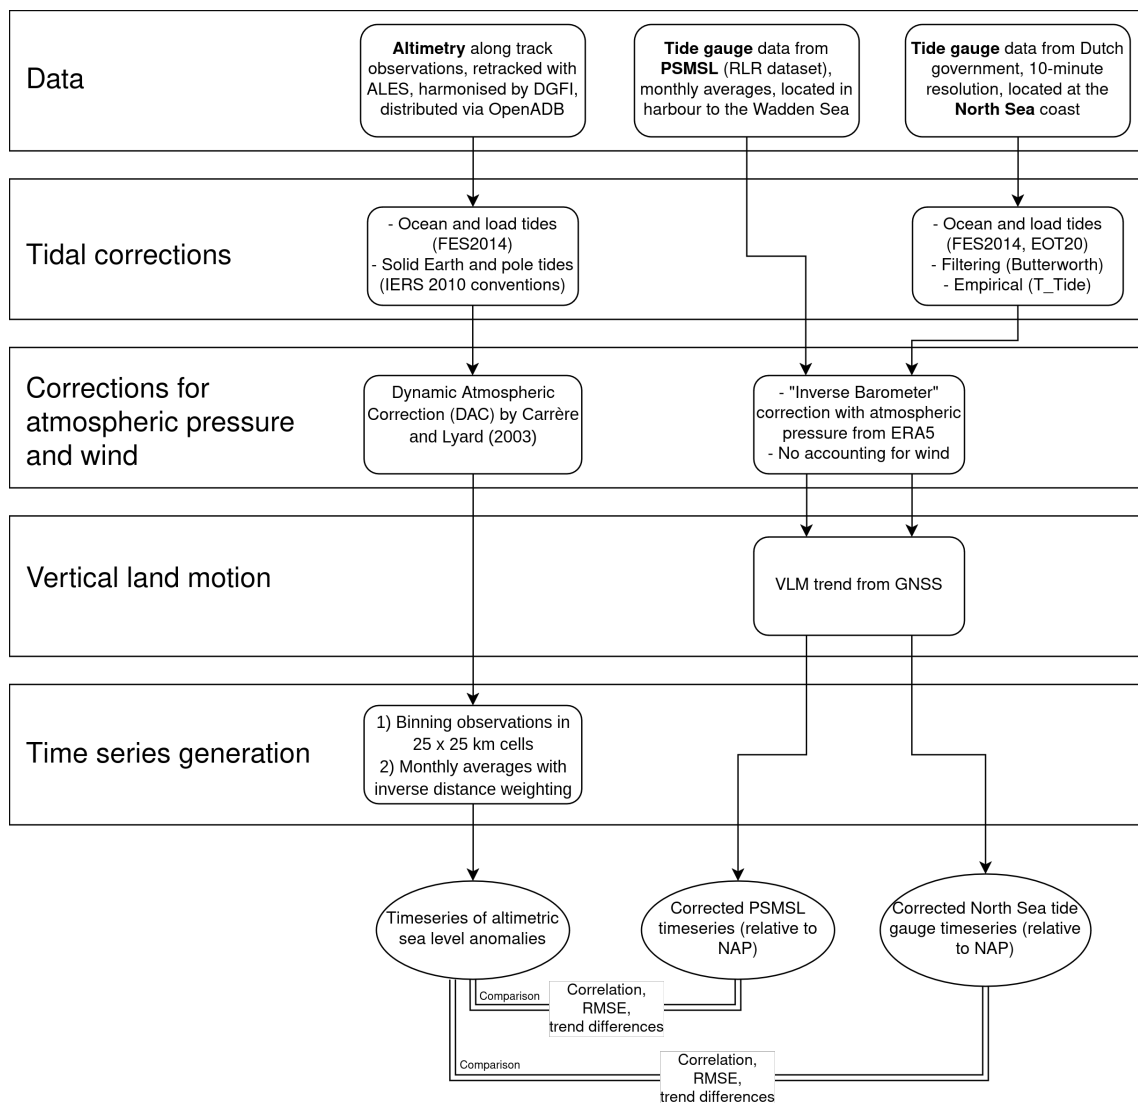 Data
Altimetry along track
observations, retracked with
ALES, harmonised by DGFI,
distributed via OpenADB
Tide gauge data from
PSMSL (RLR dataset),
monthly averages, located in
harbour to the Wadden Sea
Tide gauge data from Dutch
government, 10-minute
resolution, located at the
North Sea coast
Tidal corrections
- Ocean and load tides
(FES2014)
- Solid Earth and pole tides
(IERS 2010 conventions)
- Ocean and load tides
(FES2014, EOT20)
- Filtering (Butterworth)
- Empirical (T_Tide)
Corrections for
atmospheric pressure
and wind
Dynamic Atmospheric
Correction (DAC) by Carrère
and Lyard (2003)
- "Inverse Barometer"
correction with atmospheric
pressure from ERA5
- No accounting for wind
Vertical land motion
VLM trend from GNSS
Time series generation
1) Binning observations in
25 x 25 km cells
2) Monthly averages with
inverse distance weighting
Timeseries of altimetric
sea level anomalies
Corrected PSMSL
timeseries (relative to
NAP)
Corrected North Sea tide
gauge timeseries (relative
to NAP)
Comparison
Correlation,
RMSE,
trend differences
Comparison
Correlation,
RMSE,
trend differences